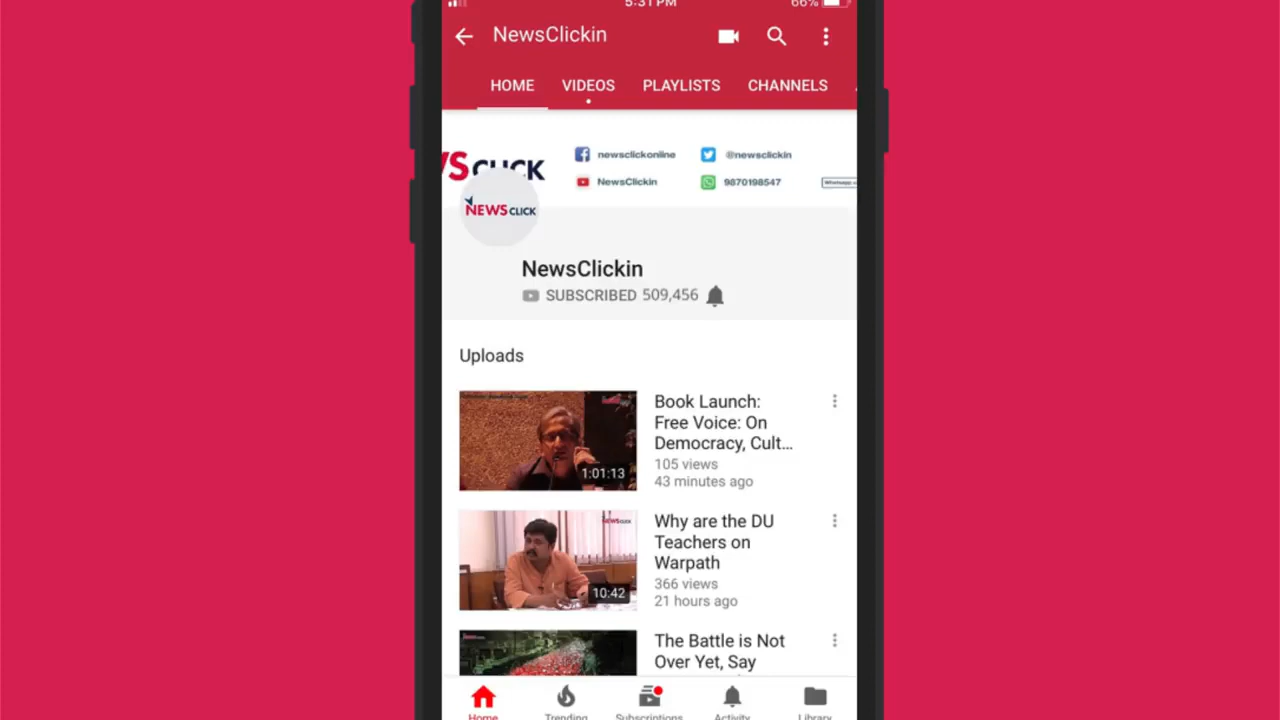 5:31 PM
66%
NewsClickin
HOME VIDEOS PLAYLISTS CHANNELS
newsclickonline @newsclickin
CLICK
NewsClickin 9870198547
Whatsapp
NEWSCLICK
NewsClickin
SUBSCRIBED 509,456
Uploads
Book Launch:
Free Voice: On
Democracy, Cult...
105 views
43 minutes ago
1:01:13
Why are the DU
Teachers on
Warpath
366 views
21 hours ago
NEWSCLICK
10:42
The Battle is Not
Over Yet, Say
Home Trending Subscriptions Activity Library